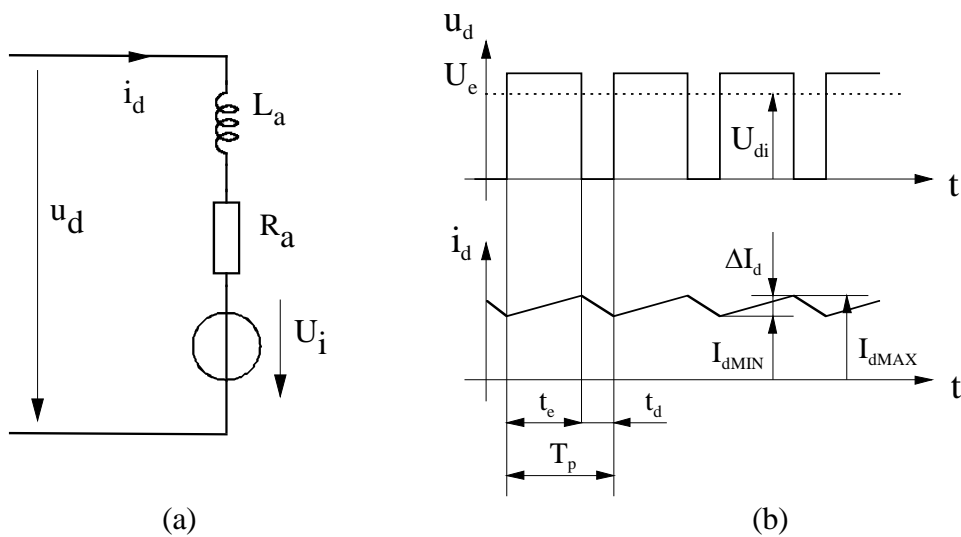 i_d
L_a
u_d
R_a
U_i
(a)
u_d
U_e
U_di
t
i_d
ΔI_d
I_dMIN
I_dMAX
t
t_e
t_d
T_p
(b)